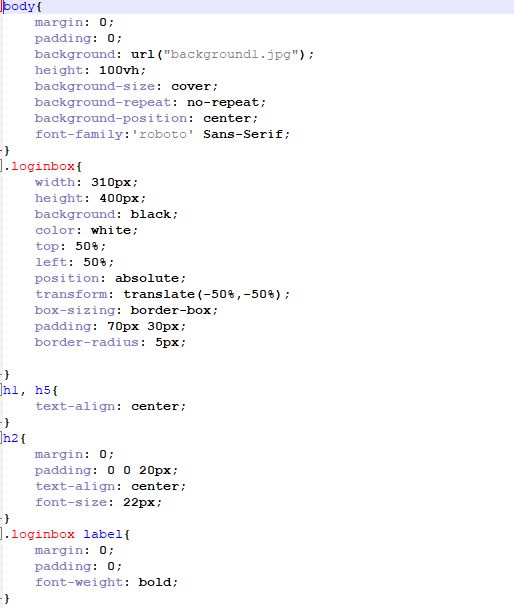 body{
margin: 0;
padding: 0;
background: url("background1.jpg");
height: 100vh;
background-size: cover;
background-repeat: no-repeat;
background-position: center;
font-family:'roboto' Sans-Serif;
}
.loginbox{
width: 310px;
height: 400px;
background: black;
color: white;
top: 50%;
left: 50%;
position: absolute;
transform: translate(-50%,-50%);
box-sizing: border-box;
padding: 70px 30px;
border-radius: 5px;
}
h1, h5{
text-align: center;
}
h2{
margin: 0;
padding: 0 0 20px;
text-align: center;
font-size: 22px;
}
.loginbox label{
margin: 0;
padding: 0;
font-weight: bold;
}